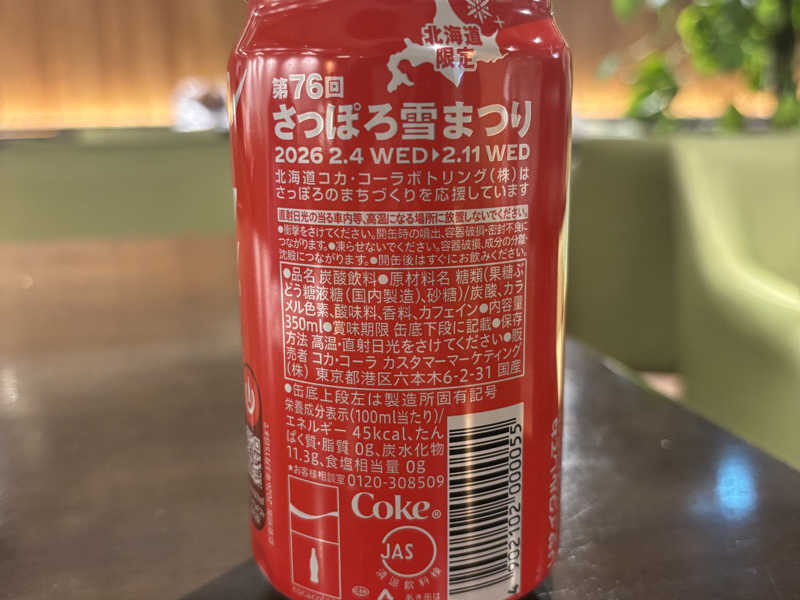 北海道
限定
第76回
さっぽろ雪まつり
2026 2.4 WED▶2.11 WED
北海道コカ・コーラボトリング(株)は
さっぽろのまちづくりを応援しています
直射日光の当る車内等、高温になる場所に放置しないでください。
●衝撃をさけてください。開缶時の噴出、容器破損・密封不良に
つながります。●凍らせないでください。容器破損、成分の分離・
沈殿につながります。●開缶後はすぐにお飲みください。
●品名 炭酸飲料●原材料名 糖類(果糖ぶ
どう糖液糖(国内製造)、砂糖)/炭酸、カラ
メル色素、酸味料、香料、カフェイン●内容量
350ml●賞味期限 缶底下段に記載●保存
方法 高温・直射日光をさけてください●販
売者 コカ・コーラ カスタマーマーケティング
(株) 東京都港区六本木6-2-31 国産
●缶底上段左は製造所固有記号
栄養成分表示(100ml当たり)/
エネルギー 45kcal、たん
ぱく質・脂質 0g、炭水化物
11.3g、食塩相当量 0g
★お客様相談室 0120-308509
Coke®
JAS
清涼飲料検
4 902102 000055